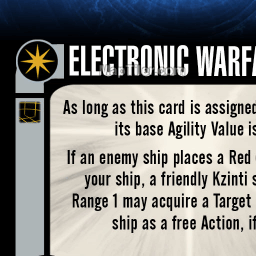 ELECTRONIC WARFA
As long as this card is assigned
its base Agility Value is
If an enemy ship places a Red
your ship, a friendly Kzinti s
Range 1 may acquire a Target
ship as a free Action, if